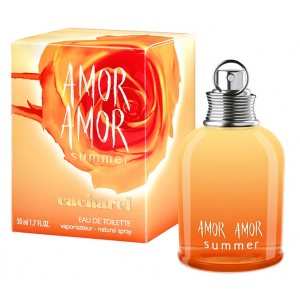 AMOR
AMOR
summer
cacharel
EAU DE TOILETTE
vaporisateur - natural spray
50 ml 1.7 FL.OZ.
AMOR AMOR
summer